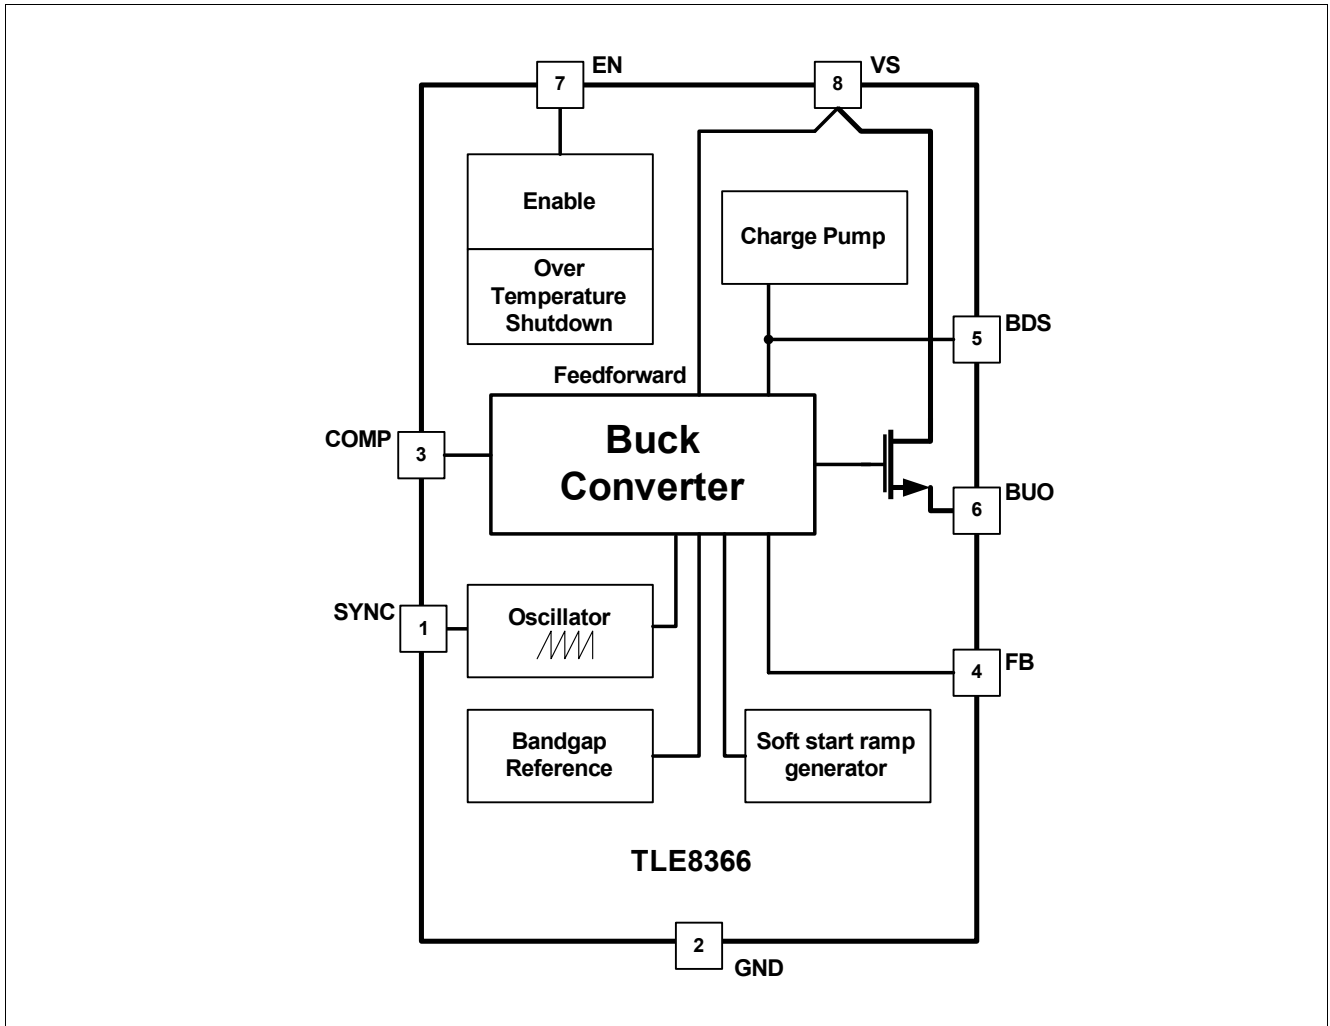 EN
7
VS
8
Enable
Over
Temperature
Shutdown
Charge Pump
BDS
5
Feedforward
COMP
3
Buck
Converter
BUO
6
SYNC
1
Oscillator
FB
4
Bandgap
Reference
Soft start ramp
generator
TLE8366
2
GND